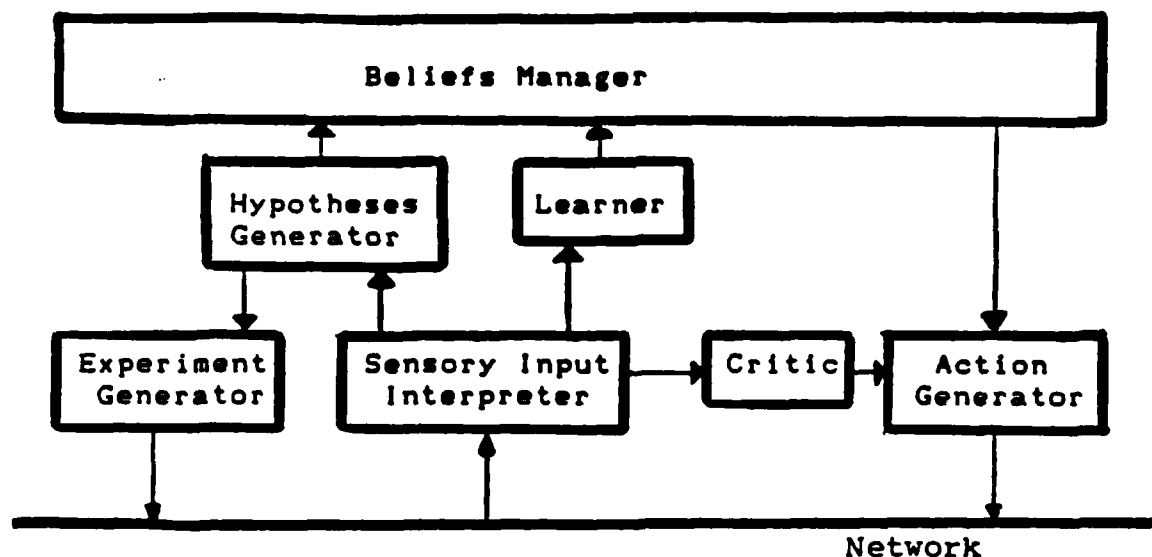 Beliefs Manager
Hypotheses
Generator
Learner
Experiment
Generator
Sensory Input
Interpreter
Critic
Action
Generator
Network